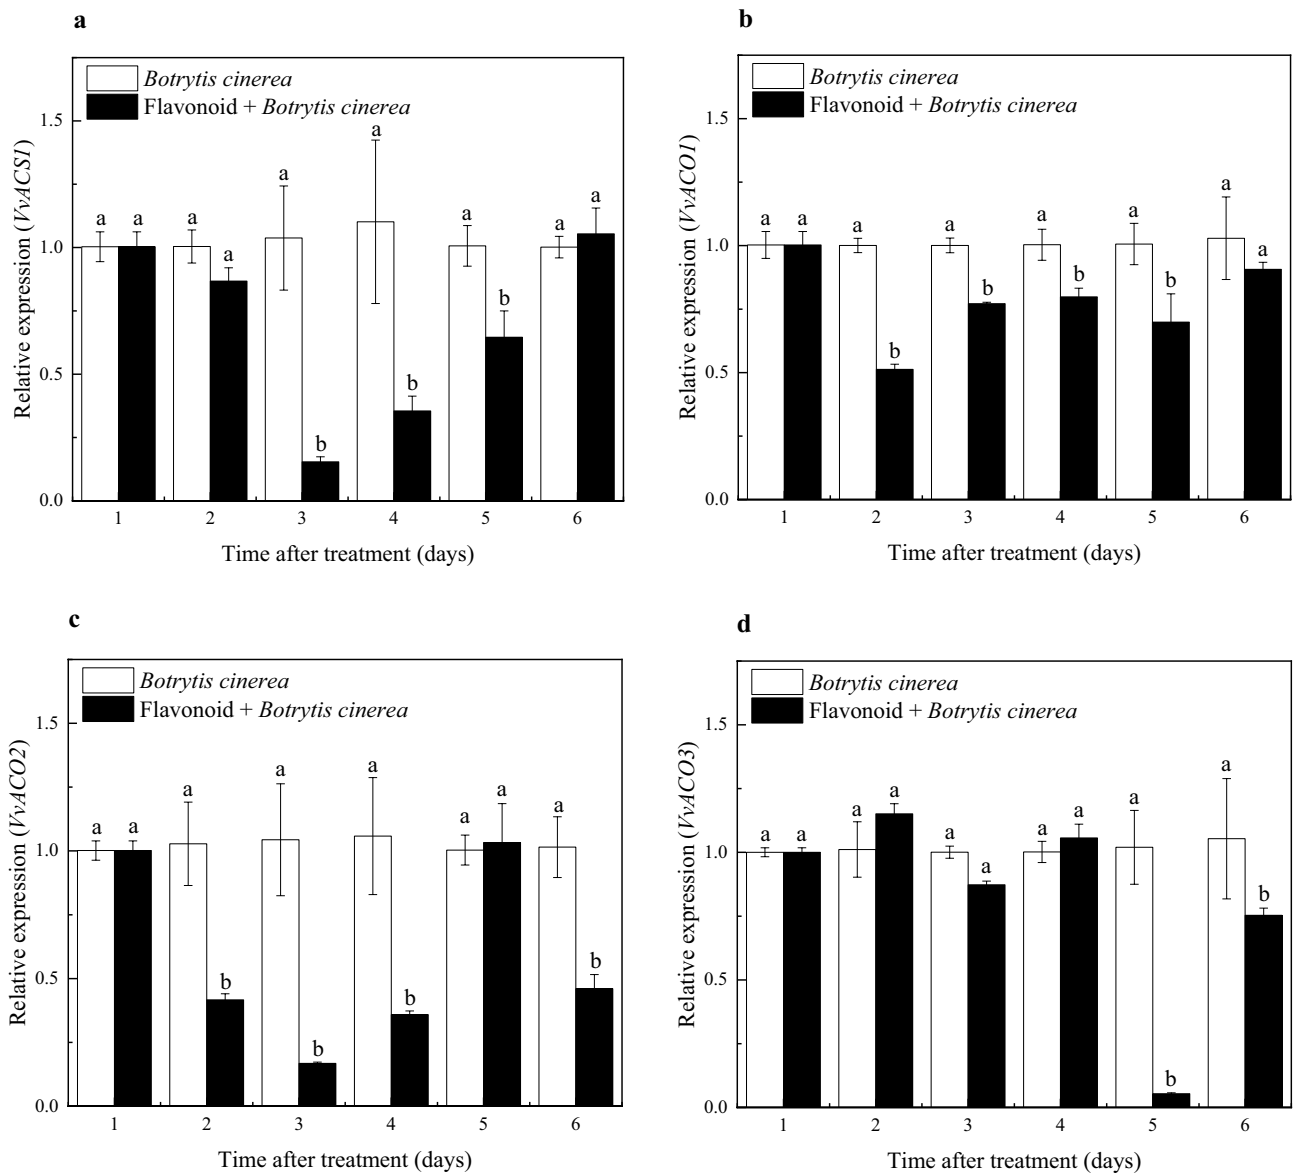 a
Botrytis cinerea
Flavonoid + Botrytis cinerea
Relative expression (VvACS1)
1.5
1.0
0.5
0.0
a a a a a b a b a b a a
1 2 3 4 5 6
Time after treatment (days)
b
Botrytis cinerea
Flavonoid + Botrytis cinerea
Relative expression (VvACO1)
1.5
1.0
0.5
0.0
a a a b a b a b a b a a
1 2 3 4 5 6
Time after treatment (days)
c
Botrytis cinerea
Flavonoid + Botrytis cinerea
Relative expression (VvACO2)
1.5
1.0
0.5
0.0
a a a b a b a b a a a b
1 2 3 4 5 6
Time after treatment (days)
d
Botrytis cinerea
Flavonoid + Botrytis cinerea
Relative expression (VvACO3)
1.5
1.0
0.5
0.0
a a a a a a a a a b a b
1 2 3 4 5 6
Time after treatment (days)